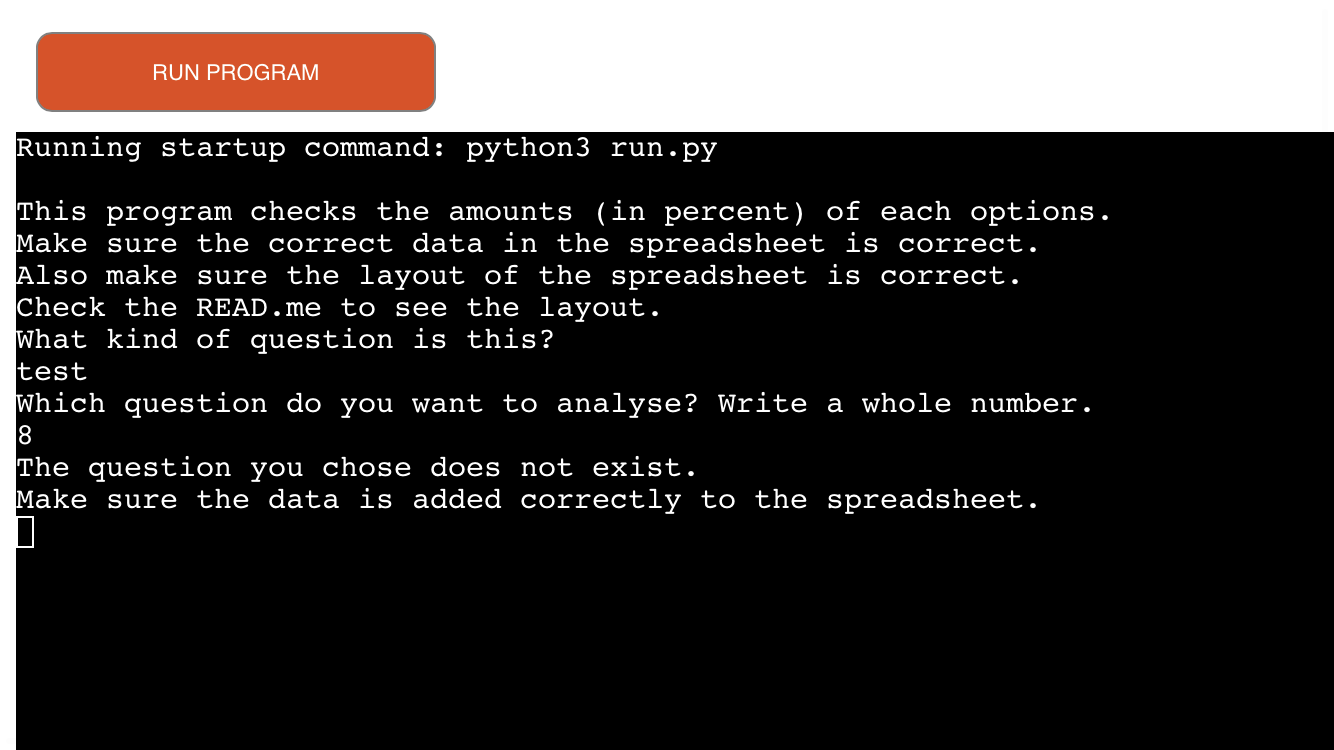 RUN PROGRAM
Running startup command: python3 run.py
This program checks the amounts (in percent) of each options.
Make sure the correct data in the spreadsheet is correct.
Also make sure the layout of the spreadsheet is correct.
Check the READ.me to see the layout.
What kind of question is this?
test
Which question do you want to analyse? Write a whole number.
8
The question you chose does not exist.
Make sure the data is added correctly to the spreadsheet.